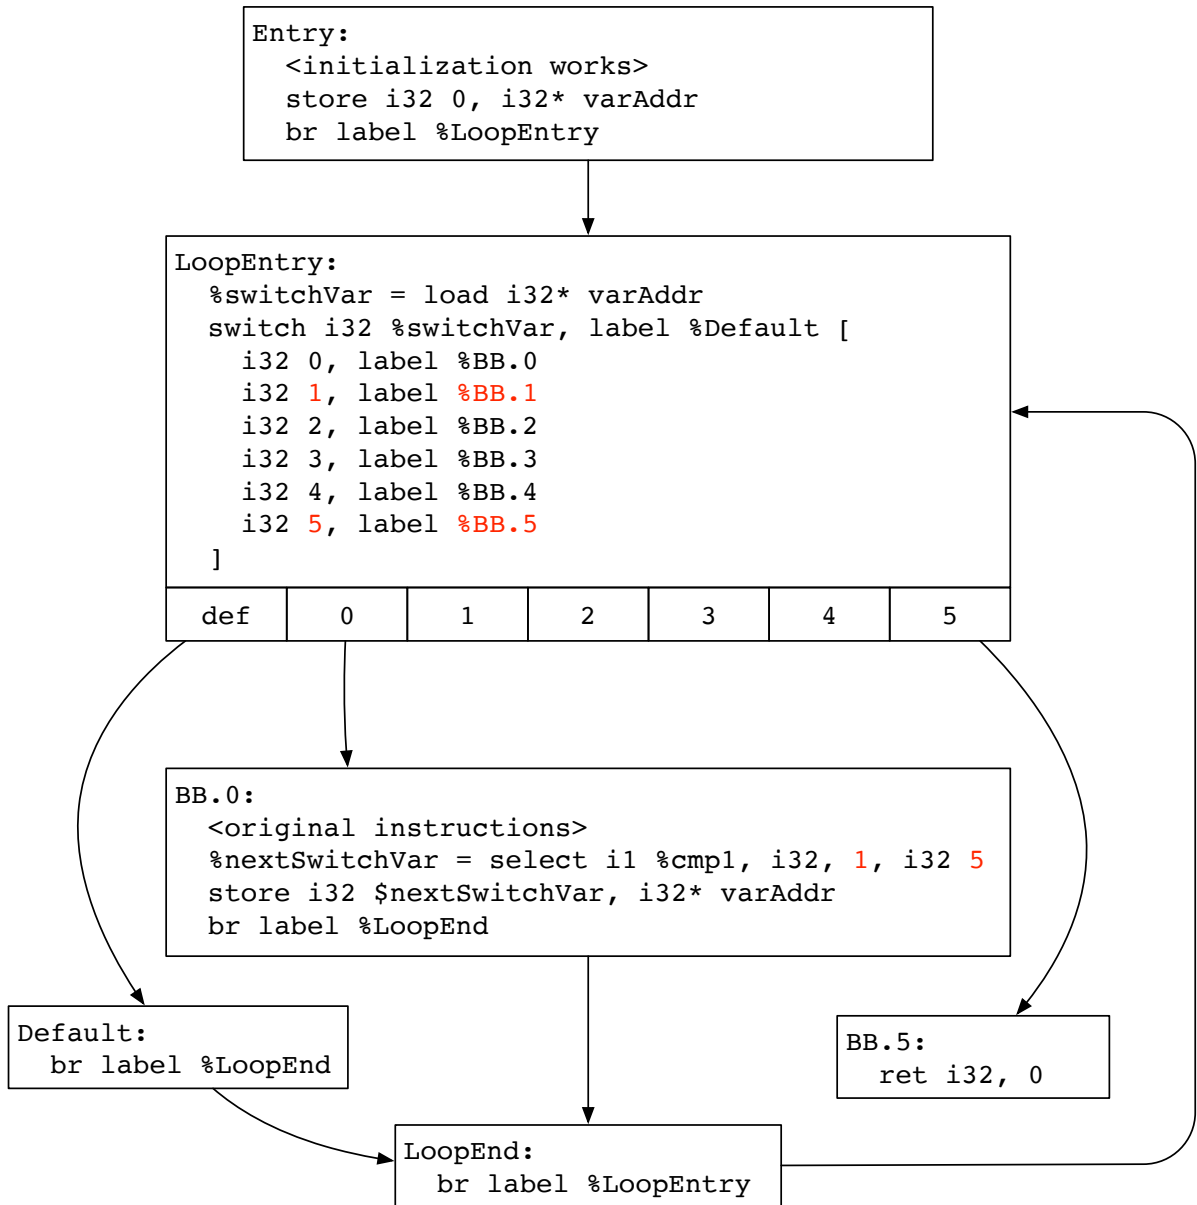 Entry:
<initialization works>
store i32 0, i32* varAddr
br label %LoopEntry
LoopEntry:
%switchVar = load i32* varAddr
switch i32 %switchVar, label %Default [
i32 0, label %BB.0
i32 1, label %BB.1
i32 2, label %BB.2
i32 3, label %BB.3
i32 4, label %BB.4
i32 5, label %BB.5
]
def 0 1 2 3 4 5
BB.0:
<original instructions>
%nextSwitchVar = select i1 %cmp1, i32, 1, i32 5
store i32 $nextSwitchVar, i32* varAddr
br label %LoopEnd
Default:
br label %LoopEnd
BB.5:
ret i32, 0
LoopEnd:
br label %LoopEntry